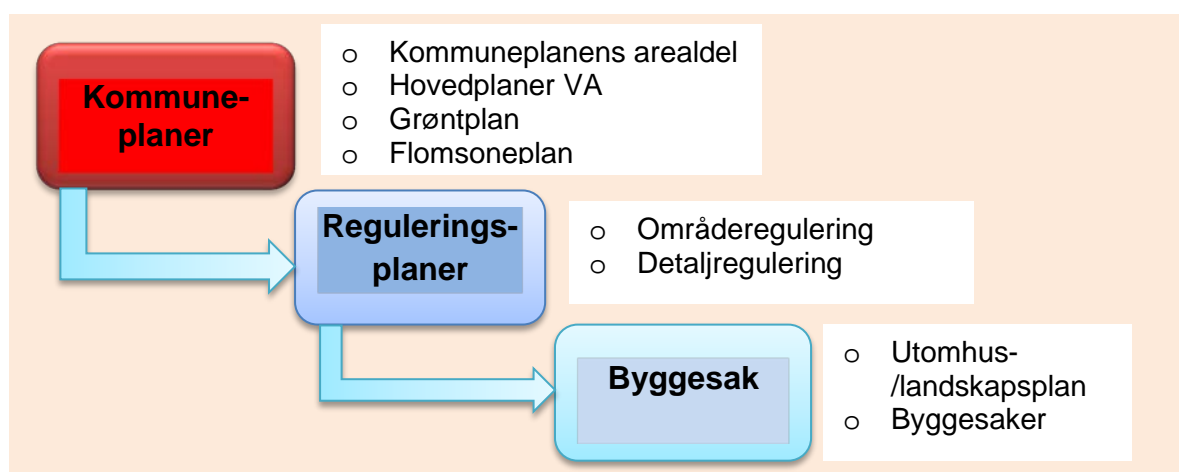 Kommune-
planer
o Kommuneplanens arealdel
o Hovedplaner VA
o Grøntplan
o Flomsoneplan
Regulerings-
planer
o Områderegulering
o Detaljregulering
Byggesak
o Utomhus-
/landskapsplan
o Byggesaker